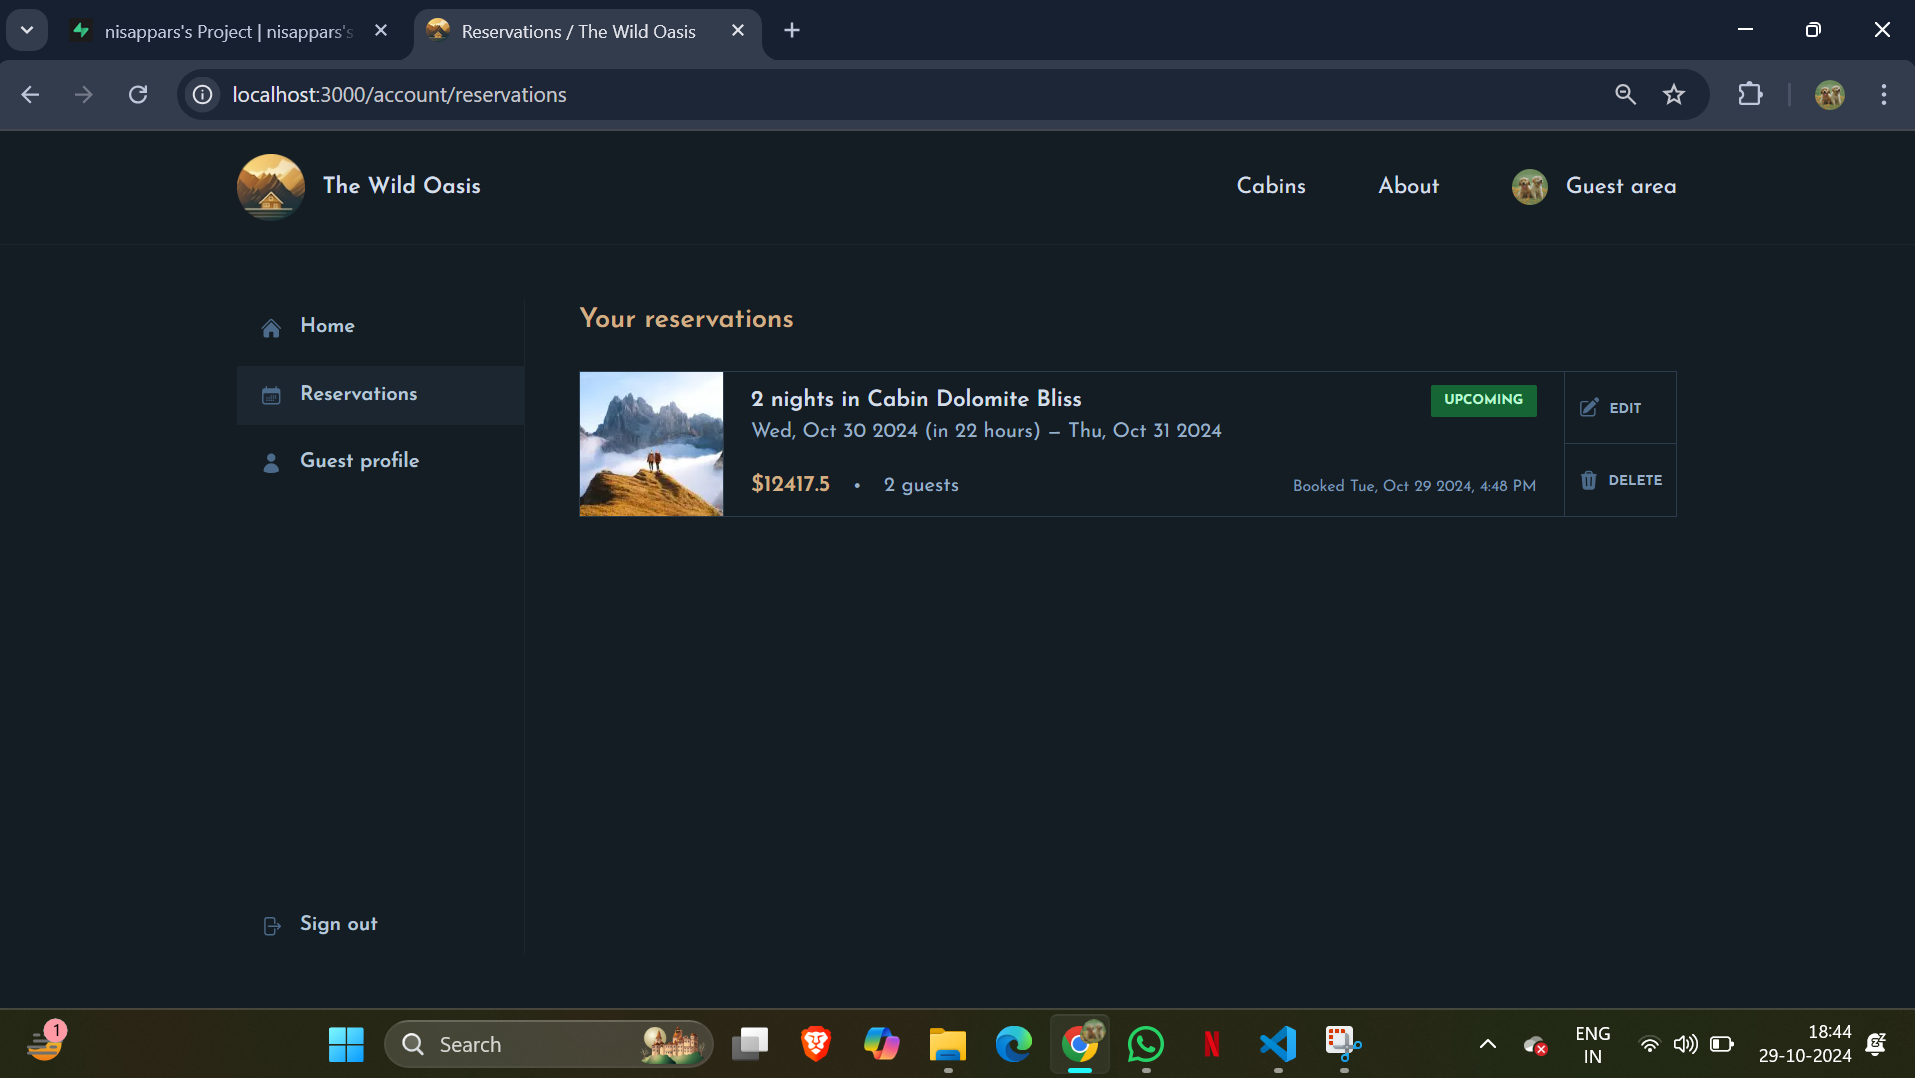 nisappars's Project | nisappars's
Reservations / The Wild Oasis
localhost:3000/account/reservations
The Wild Oasis
Cabins
About
Guest area
Home
Reservations
Guest profile
Sign out
Your reservations
2 nights in Cabin Dolomite Bliss
UPCOMING
Wed, Oct 30 2024 (in 22 hours) – Thu, Oct 31 2024
$12417.5 • 2 guests
Booked Tue, Oct 29 2024, 4:48 PM
EDIT
DELETE
1
Search
N
ENG
IN
18:44
29-10-2024